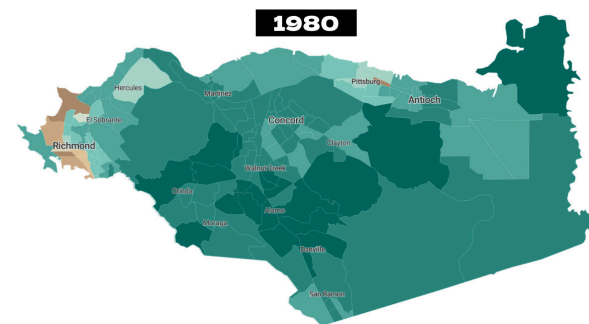 1980
Hercules
Martinez
Pittsburg
Antioch
El Sobrante
Concord
Richmond
Clayton
Walnut Creek
Orinda
Alamo
Moraga
Danville
San Ramon